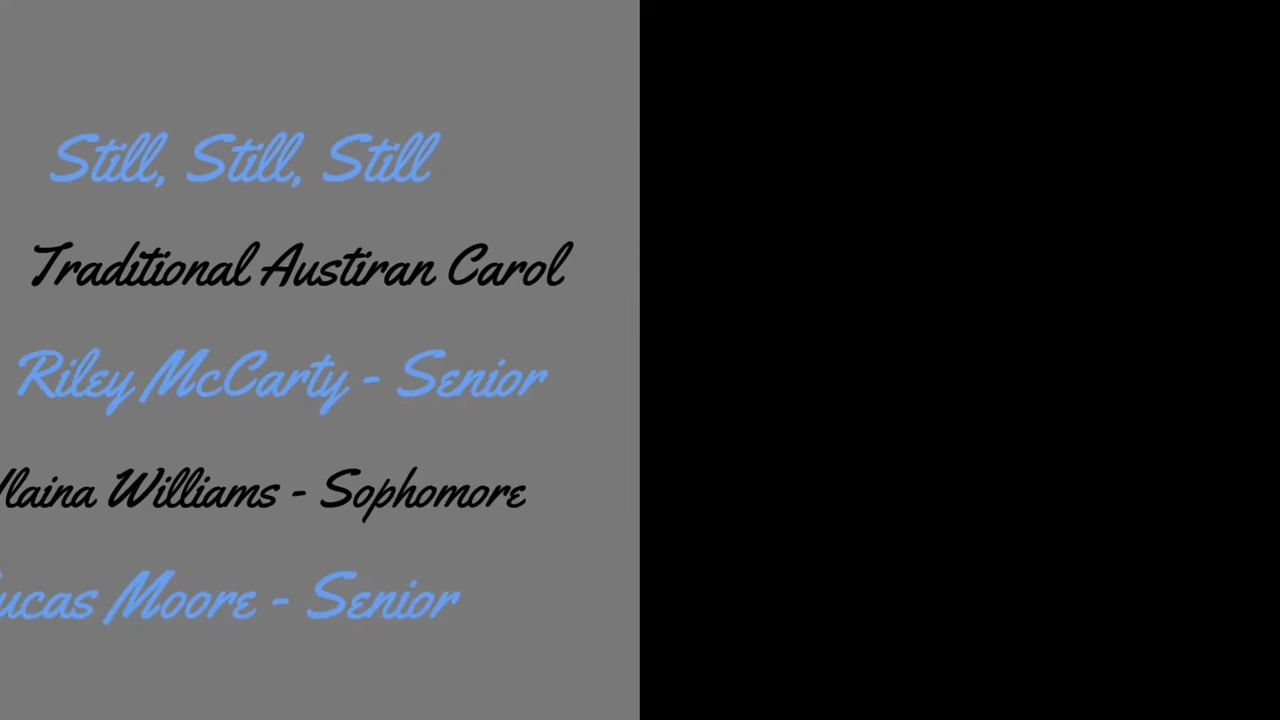 Still, Still, Still
Traditional Austiran Carol
Riley McCarty - Senior
Williams - Sophomore
Moore - Senior